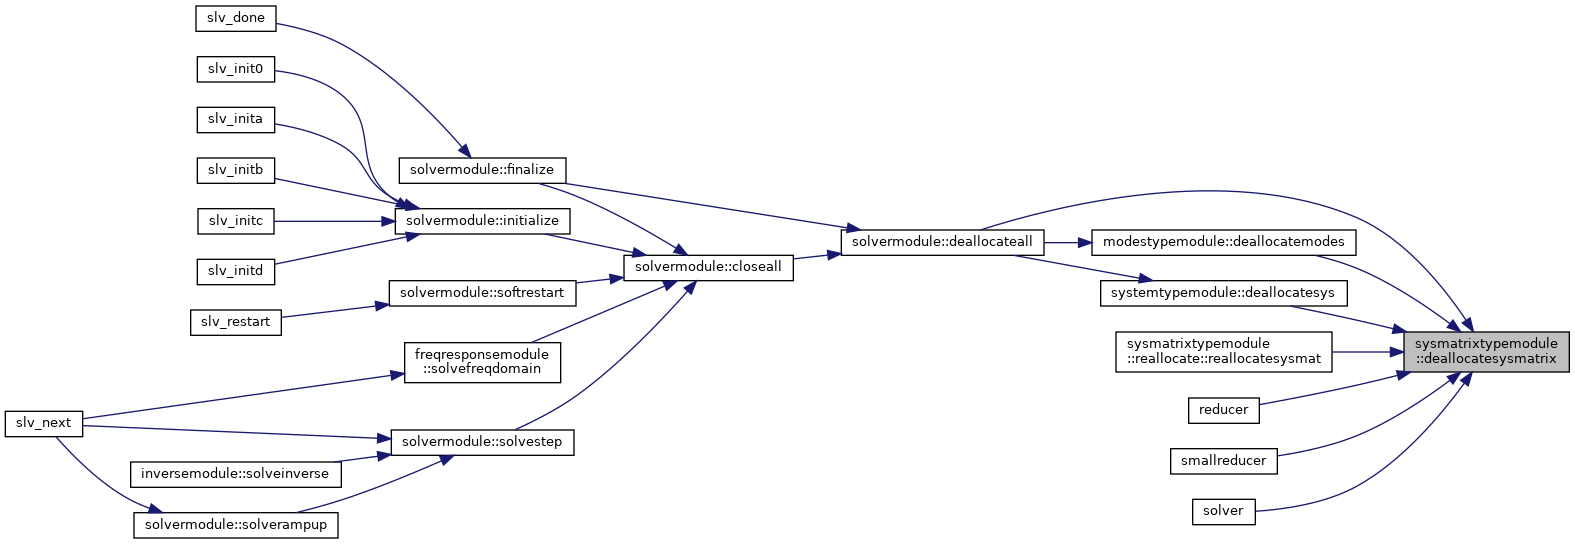 slv_done
slv_init0
slv_inita
slv_initb
slv_initc
slv_initd
slv_restart
slv_next
inversemodule::solveinverse
solvermodule::solverampup
solvermodule::finalize
solvermodule::initialize
solvermodule::softrestart
freqresponsemodule
::solvefreqdomain
solvermodule::solvestep
solvermodule::closeall
solvermodule::deallocateall
modestypemodule::deallocatemodes
systemtypemodule::deallocatesys
sysmatrixtypemodule
::reallocate::reallocatesysmat
reducer
smallreducer
solver
sysmatrixtypemodule
::deallocatesysmatrix